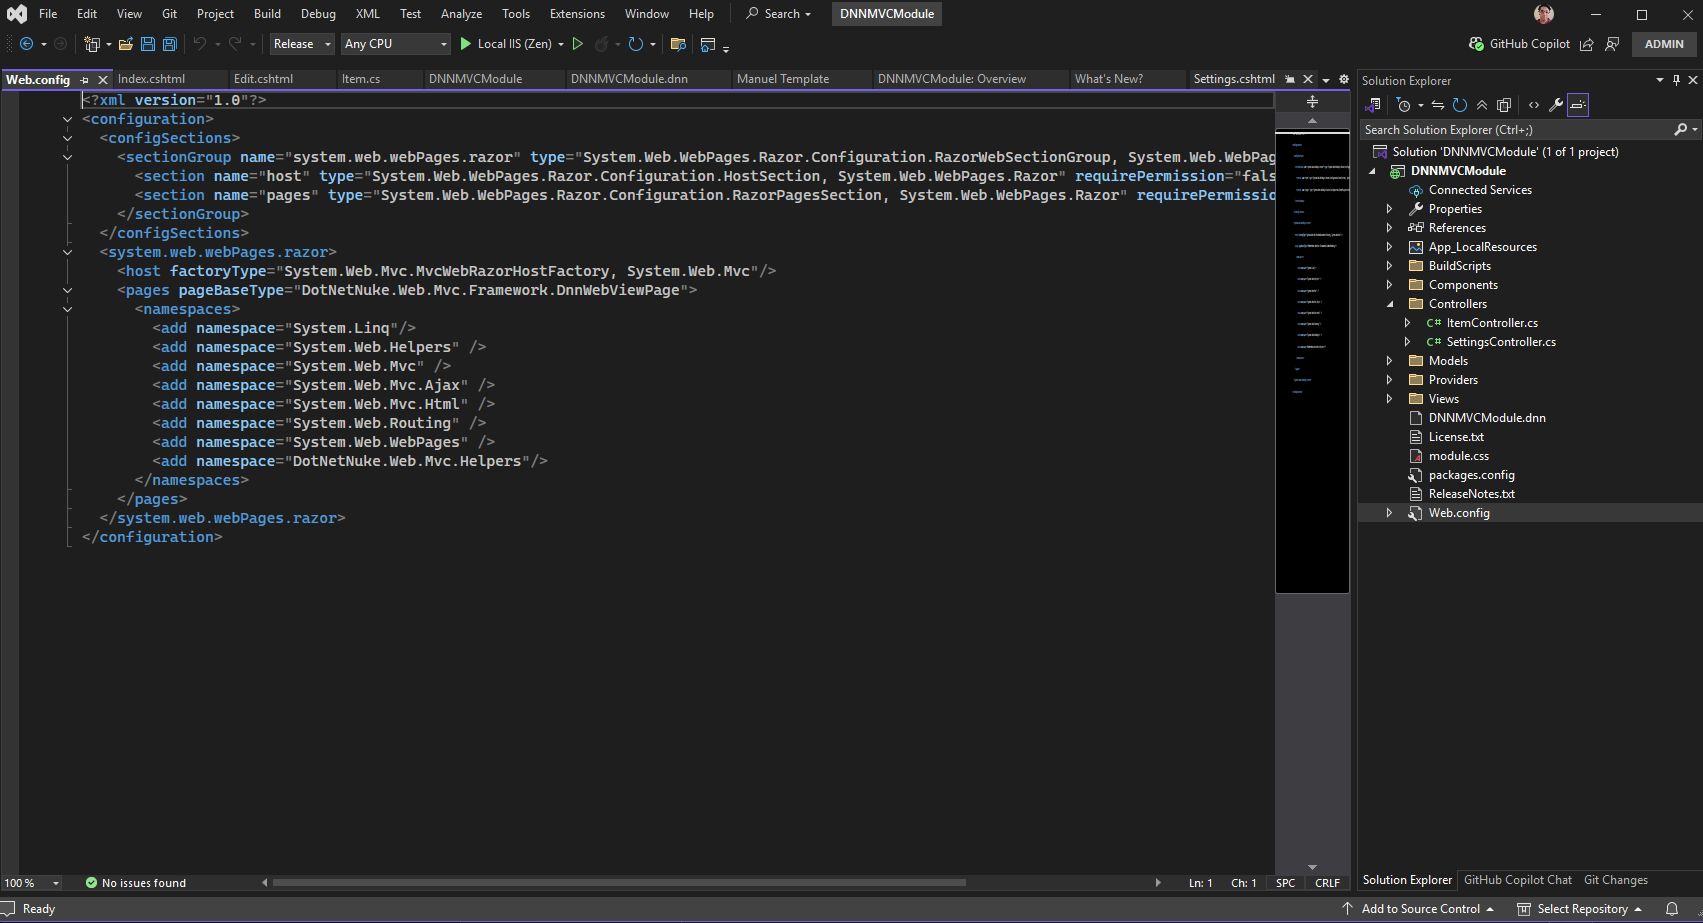 File Edit View Git Project Build Debug XML Test Analyze Tools Extensions Window Help Search DNNMVCModule
Release Any CPU Local IIS (Zen) GitHub Copilot ADMIN
Web.config Index.cshtml Edit.cshtml Item.cs DNNMVCModule DNNMVCModule.dnn Manuel Template DNNMVCModule: Overview What's New? Settings.cshtml
<?xml version="1.0"?>
<configuration>
<configSections>
<sectionGroup name="system.web.webPages.razor" type="System.Web.WebPages.Razor.Configuration.RazorWebSectionGroup, System.Web.WebPag
<section name="host" type="System.Web.WebPages.Razor.Configuration.HostSection, System.Web.WebPages.Razor" requirePermission="fals
<section name="pages" type="System.Web.WebPages.Razor.Configuration.RazorPagesSection, System.Web.WebPages.Razor" requirePermissio
</sectionGroup>
</configSections>
<system.web.webPages.razor>
<host factoryType="System.Web.Mvc.MvcWebRazorHostFactory, System.Web.Mvc"/>
<pages pageBaseType="DotNetNuke.Web.Mvc.Framework.DnnWebViewPage">
<namespaces>
<add namespace="System.Linq"/>
<add namespace="System.Web.Helpers" />
<add namespace="System.Web.Mvc" />
<add namespace="System.Web.Mvc.Ajax" />
<add namespace="System.Web.Mvc.Html" />
<add namespace="System.Web.Routing" />
<add namespace="System.Web.WebPages" />
<add namespace="DotNetNuke.Web.Mvc.Helpers"/>
</namespaces>
</pages>
</system.web.webPages.razor>
</configuration>
100 % No issues found Ln: 1 Ch: 1 SPC CRLF
Solution Explorer
Search Solution Explorer (Ctrl+;)
Solution 'DNNMVCModule' (1 of 1 project)
DNNMVCModule
Connected Services
Properties
References
App_LocalResources
BuildScripts
Components
Controllers
C# ItemController.cs
C# SettingsController.cs
Models
Providers
Views
DNNMVCModule.dnn
License.txt
module.css
packages.config
ReleaseNotes.txt
Web.config
Solution Explorer GitHub Copilot Chat Git Changes
Ready Add to Source Control Select Repository